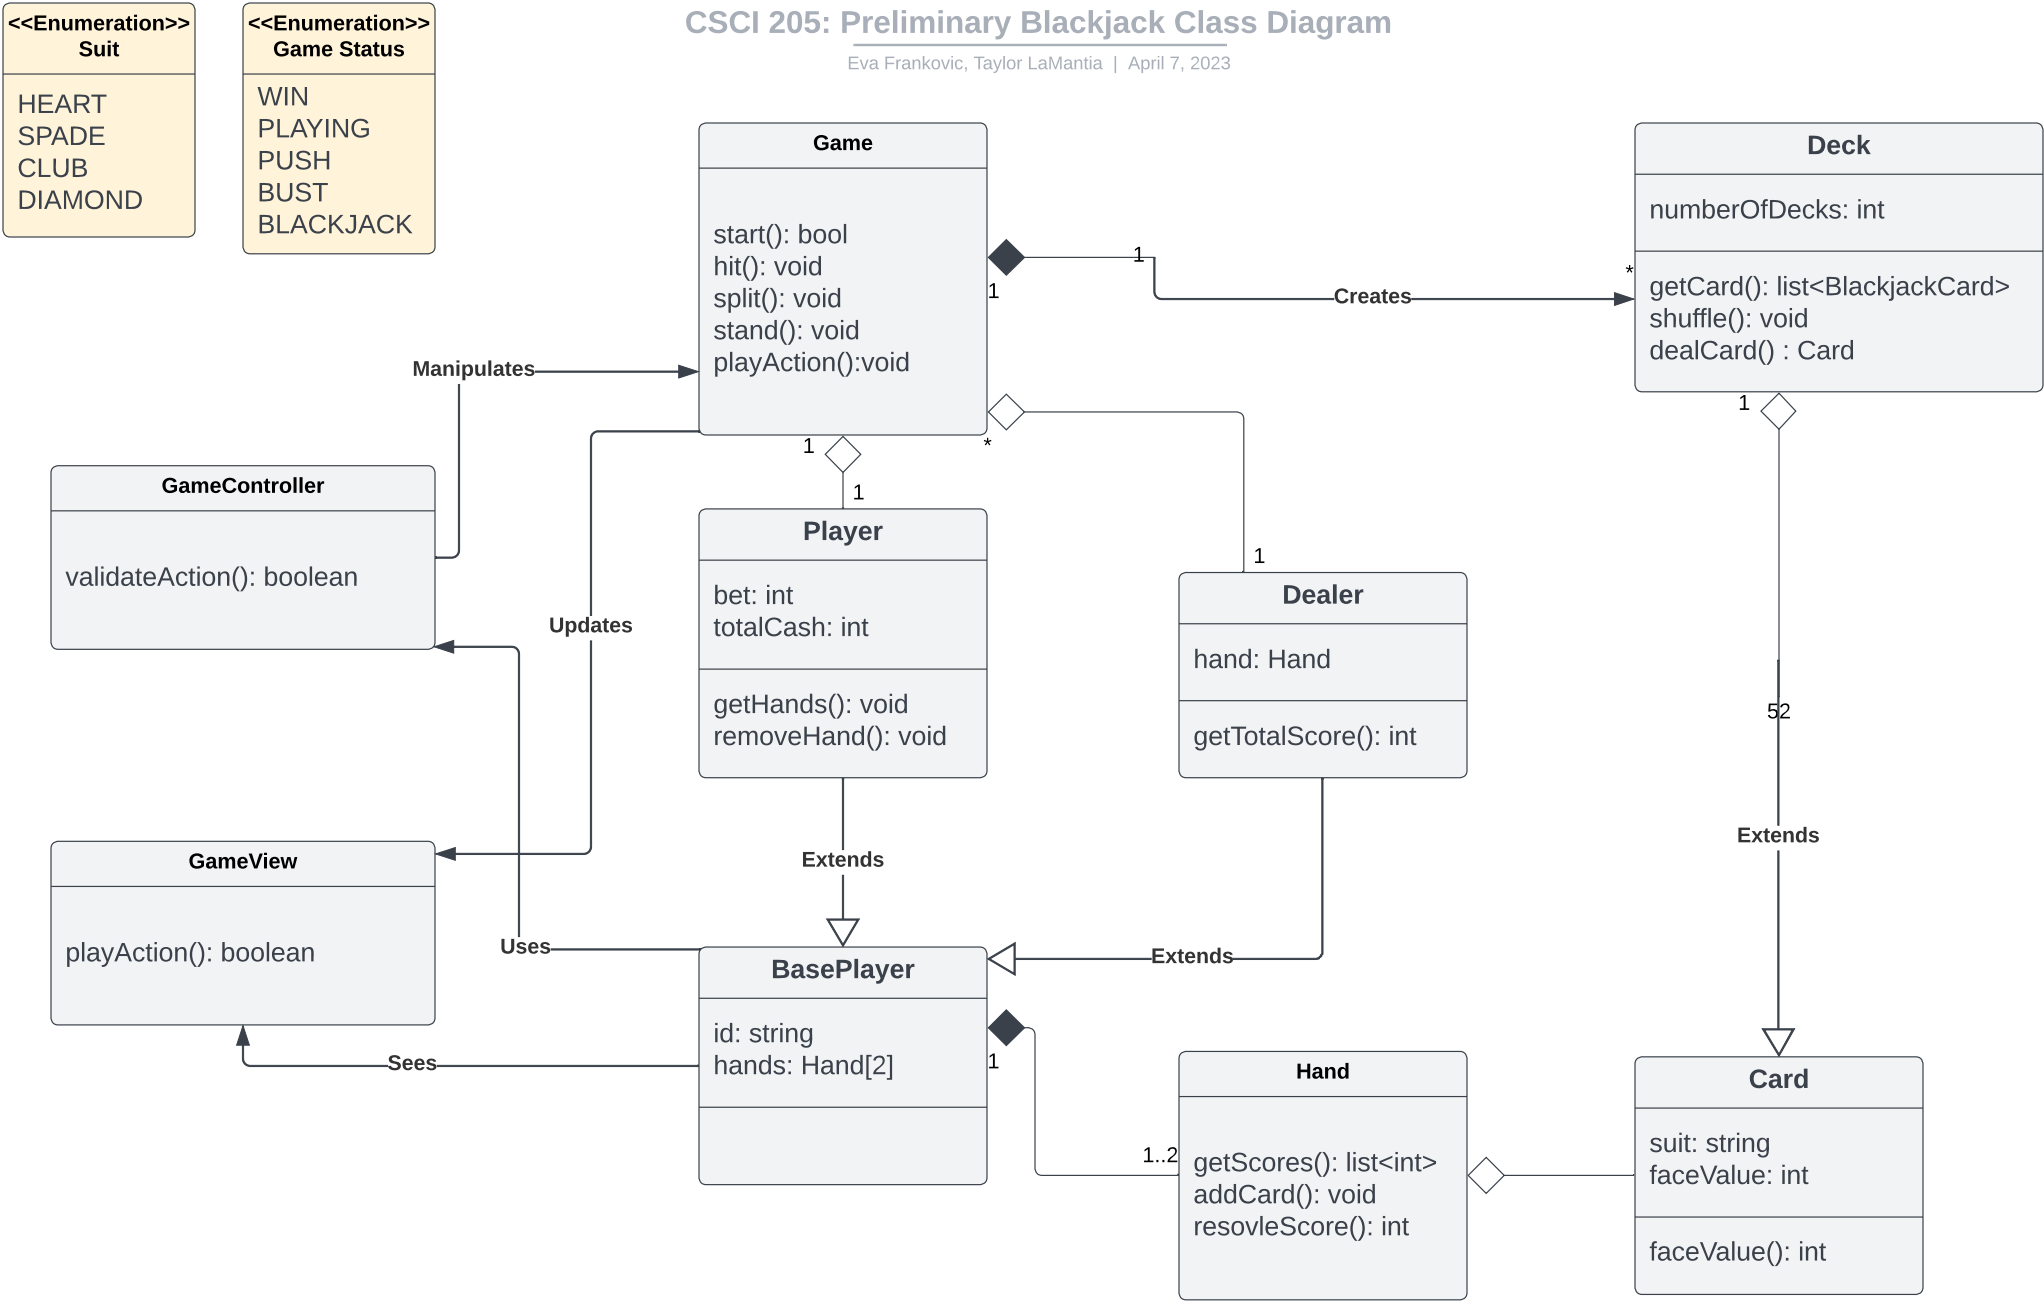 CSCI 205: Preliminary Blackjack Class Diagram
Eva Frankovic, Taylor LaMantia | April 7, 2023
<<Enumeration>>
Suit
HEART
SPADE
CLUB
DIAMOND
<<Enumeration>>
Game Status
WIN
PLAYING
PUSH
BUST
BLACKJACK
Game
start(): bool
hit(): void
split(): void
stand(): void
playAction():void
1
1
Creates
*
Deck
numberOfDecks: int
getCard(): list<BlackjackCard>
shuffle(): void
dealCard() : Card
Manipulates
1
*
1
1
1
GameController
validateAction(): boolean
Updates
Player
bet: int
totalCash: int
getHands(): void
removeHand(): void
Dealer
hand: Hand
getTotalScore(): int
52
Extends
Extends
GameView
playAction(): boolean
Uses
Extends
BasePlayer
id: string
hands: Hand[2]
Sees
1
1..2
Hand
getScores(): list<int>
addCard(): void
resovleScore(): int
Card
suit: string
faceValue: int
faceValue(): int